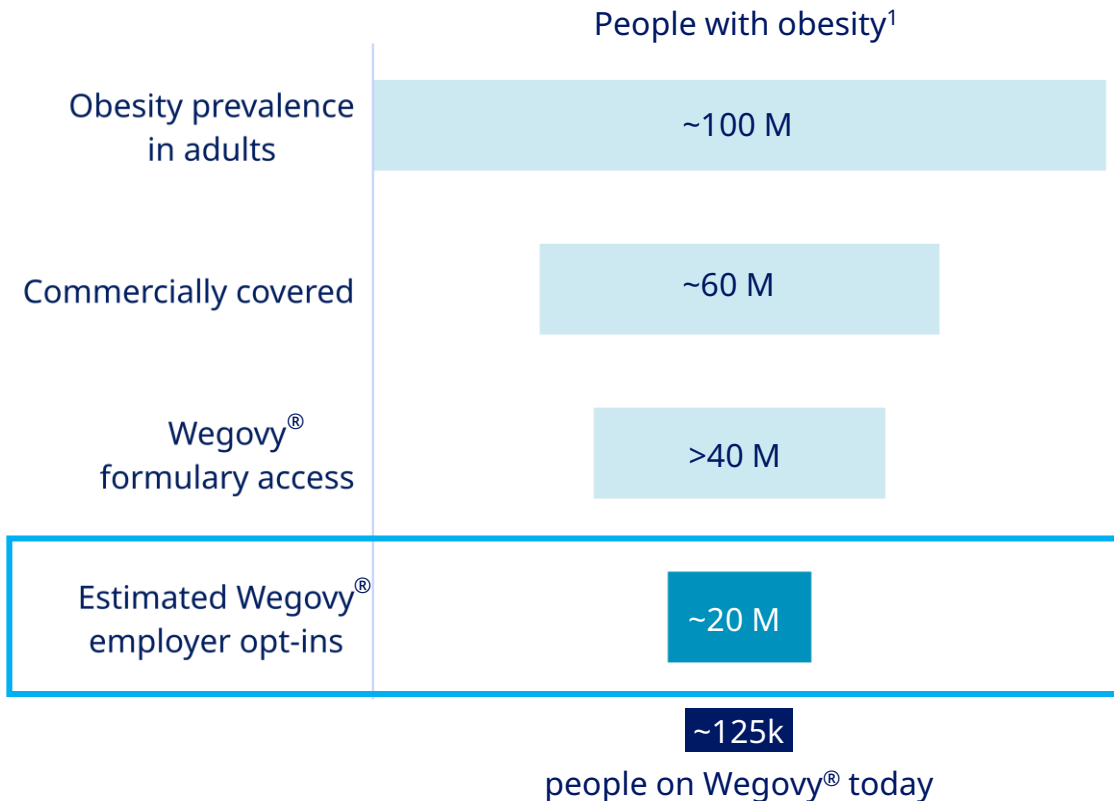 People with obesity¹
Obesity prevalence
in adults
~100 M
Commercially covered
~60 M
Wegovy®
formulary access
>40 M
Estimated Wegovy®
employer opt-ins
~20 M
~125k
people on Wegovy® today